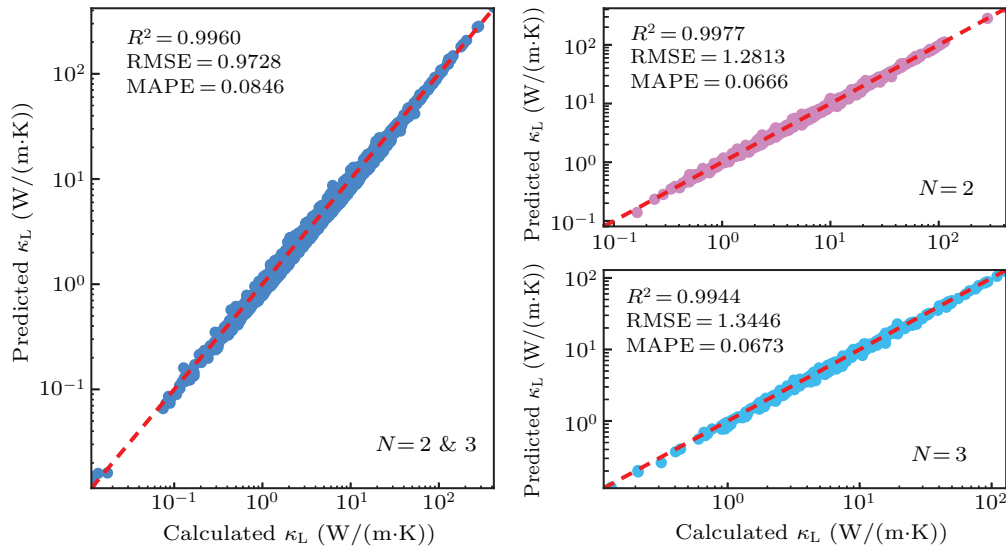 Predicted κL (W/(m·K))
10²
10¹
10⁰
10⁻¹
R² = 0.9960
RMSE = 0.9728
MAPE = 0.0846
N = 2 & 3
10⁻¹ 10⁰ 10¹ 10²
Calculated κL (W/(m·K))
Predicted κL (W/(m·K))
10²
10¹
10⁰
10⁻¹
R² = 0.9977
RMSE = 1.2813
MAPE = 0.0666
N = 2
10⁻¹ 10⁰ 10¹ 10²
Predicted κL (W/(m·K))
10²
10¹
10⁰
R² = 0.9944
RMSE = 1.3446
MAPE = 0.0673
N = 3
10⁰ 10¹ 10²
Calculated κL (W/(m·K))